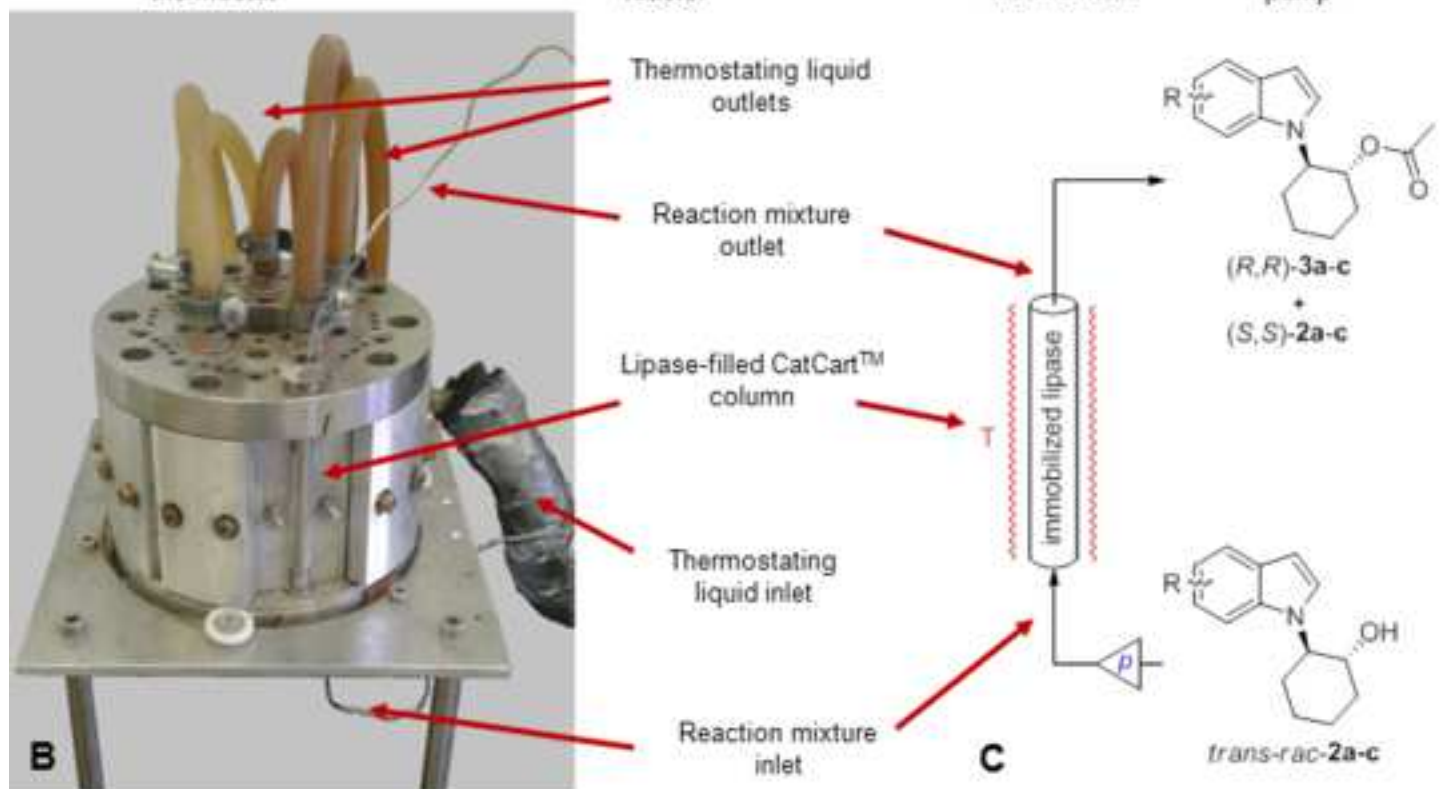 Thermostating liquid
outlets
Reaction mixture
outlet
Lipase-filled CatCart™
column
Thermostating
liquid inlet
Reaction mixture
inlet
B
R
N
O
O
(R,R)-3a-c
+
(S,S)-2a-c
immobilized lipase
T
R
N
OH
p
trans-rac-2a-c
C